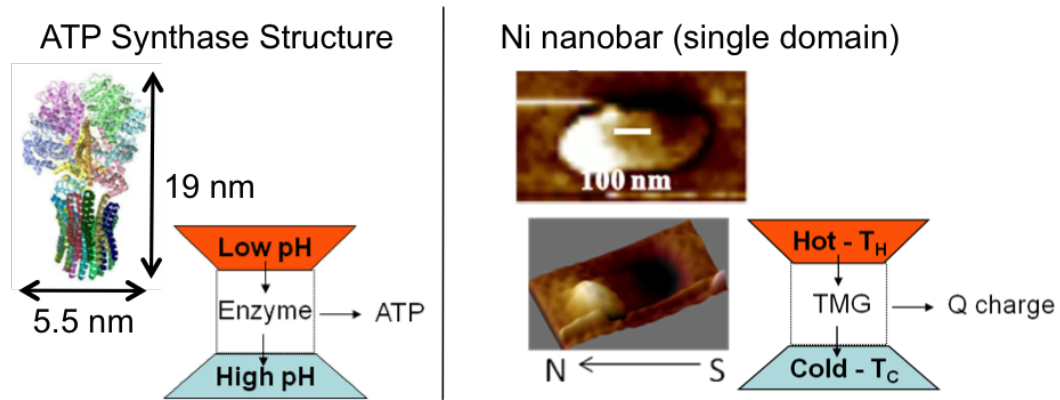 ATP Synthase Structure
19 nm
5.5 nm
Low pH
Enzyme → ATP
High pH
Ni nanobar (single domain)
100 nm
N ← S
Hot - T_H
TMG → Q charge
Cold - T_C